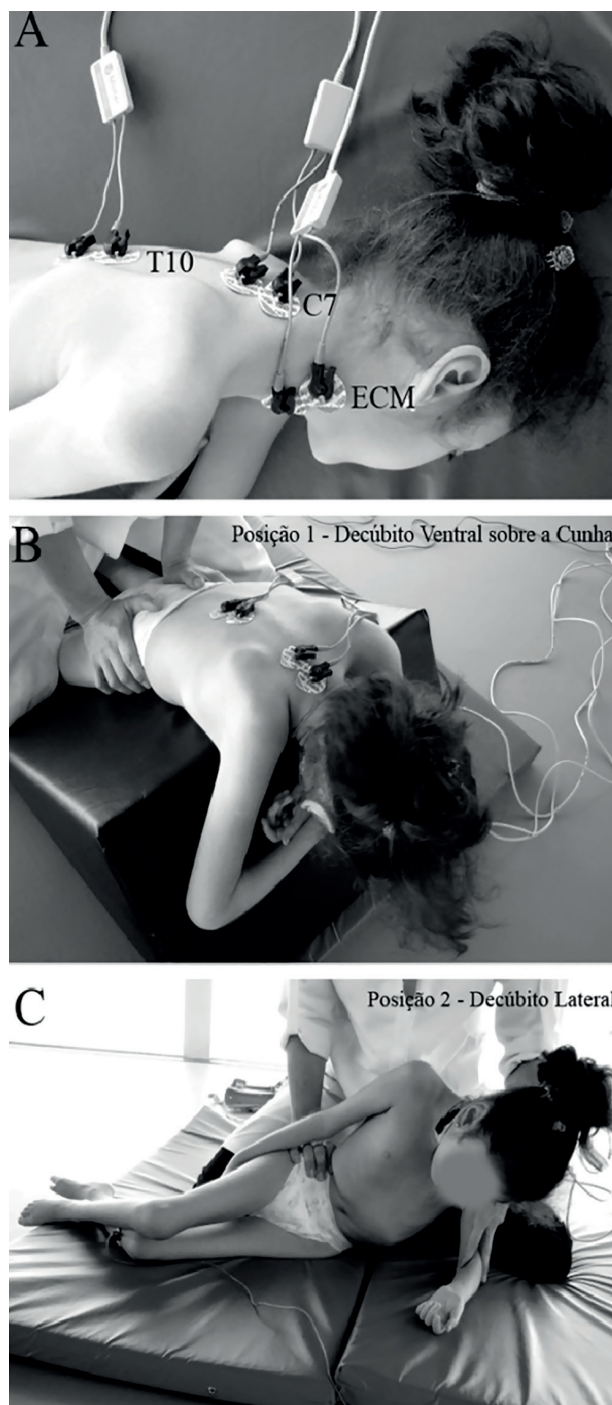 A
T10
C7
ECM
B
Posição 1 - Decúbito Ventral sobre a Cunha
C
Posição 2 - Decúbito Lateral